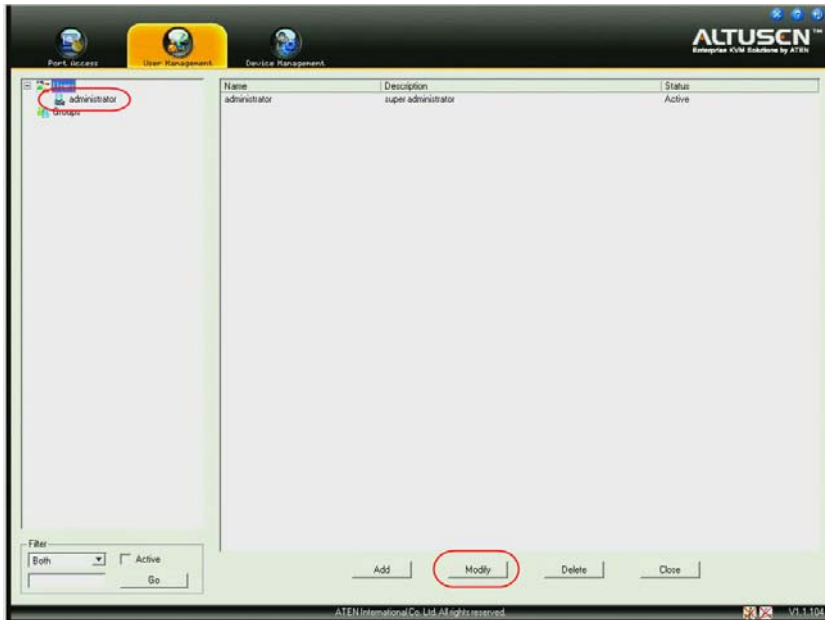 ALTUSEN™
Enterprise KVM Solutions by ATEN
Port Access User Management Device Management
Users
administrator
Groups
Name Description Status
administrator super administrator Active
Filter
Both Active
Go
Add Modify Delete Close
ATEN International Co. Ltd. All rights reserved.
V1.1.104